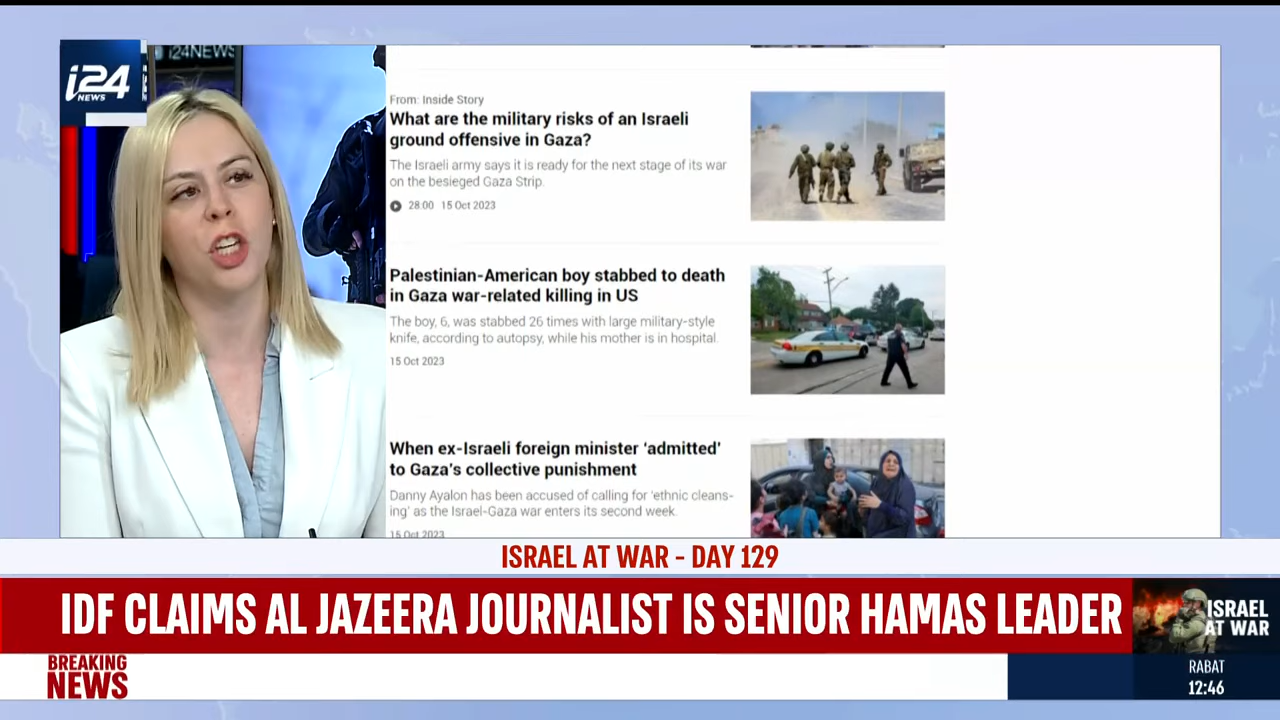 i24
NEWS
i24NEWS
From: Inside Story
What are the military risks of an Israeli
ground offensive in Gaza?
The Israeli army says it is ready for the next stage of its war
on the besieged Gaza Strip.
28:00 15 Oct 2023
Palestinian-American boy stabbed to death
in Gaza war-related killing in US
The boy, 6, was stabbed 26 times with large military-style
knife, according to autopsy, while his mother is in hospital.
15 Oct 2023
When ex-Israeli foreign minister ‘admitted’
to Gaza’s collective punishment
Danny Ayalon has been accused of calling for ‘ethnic cleans-
ing’ as the Israel-Gaza war enters its second week.
15 Oct 2023
ISRAEL AT WAR - DAY 129
IDF CLAIMS AL JAZEERA JOURNALIST IS SENIOR HAMAS LEADER
ISRAEL
AT WAR
BREAKING
NEWS
RABAT
12:46